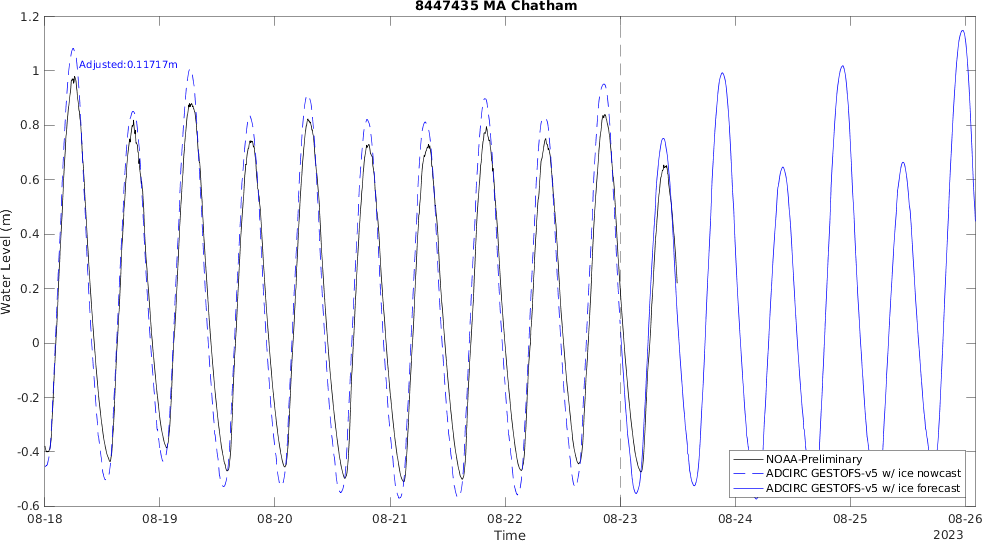 8447435 MA Chatham
1.2
1
0.8
0.6
0.4
0.2
0
-0.2
-0.4
-0.6
Water Level (m)
Adjusted:0.11717m
NOAA-Preliminary
ADCIRC GESTOFS-v5 w/ ice nowcast
ADCIRC GESTOFS-v5 w/ ice forecast
08-18 08-19 08-20 08-21 08-22 08-23 08-24 08-25 08-26
Time
2023